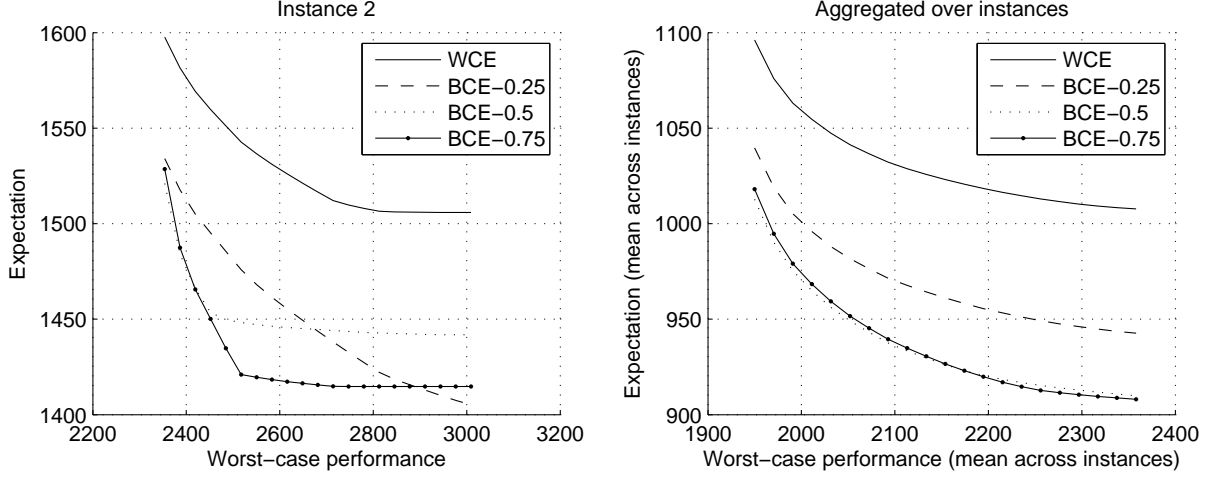 Instance 2
1600
1550
1500
1450
1400
Expectation
WCE
BCE−0.25
BCE−0.5
BCE−0.75
2200 2400 2600 2800 3000 3200
Worst−case performance
Aggregated over instances
1100
1050
1000
950
900
Expectation (mean across instances)
WCE
BCE−0.25
BCE−0.5
BCE−0.75
1900 2000 2100 2200 2300 2400
Worst−case performance (mean across instances)